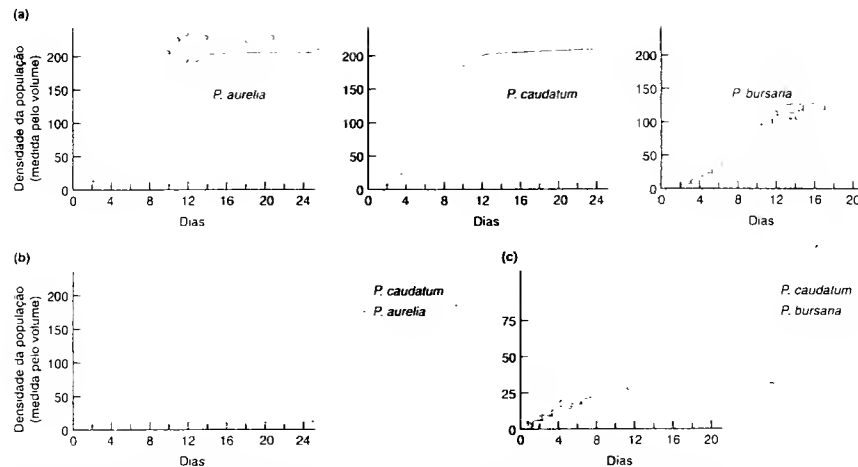 (a)
Densidade da população
(medida pelo volume)
200
150
100
50
0
P. aurelia
0 4 8 12 16 20 24
Dias
200
150
100
50
0
P. caudatum
0 4 8 12 16 20 24
Dias
200
150
100
50
0
P bursaria
0 4 8 12 16 20
Dias
(b)
Densidade da população
(medida pelo volume)
200
150
100
50
0
P. caudatum
P. aurelia
0 4 8 12 16 20 24
Dias
(c)
75
50
25
0
P. caudatum
P. bursaria
0 4 8 12 16 20
Dias